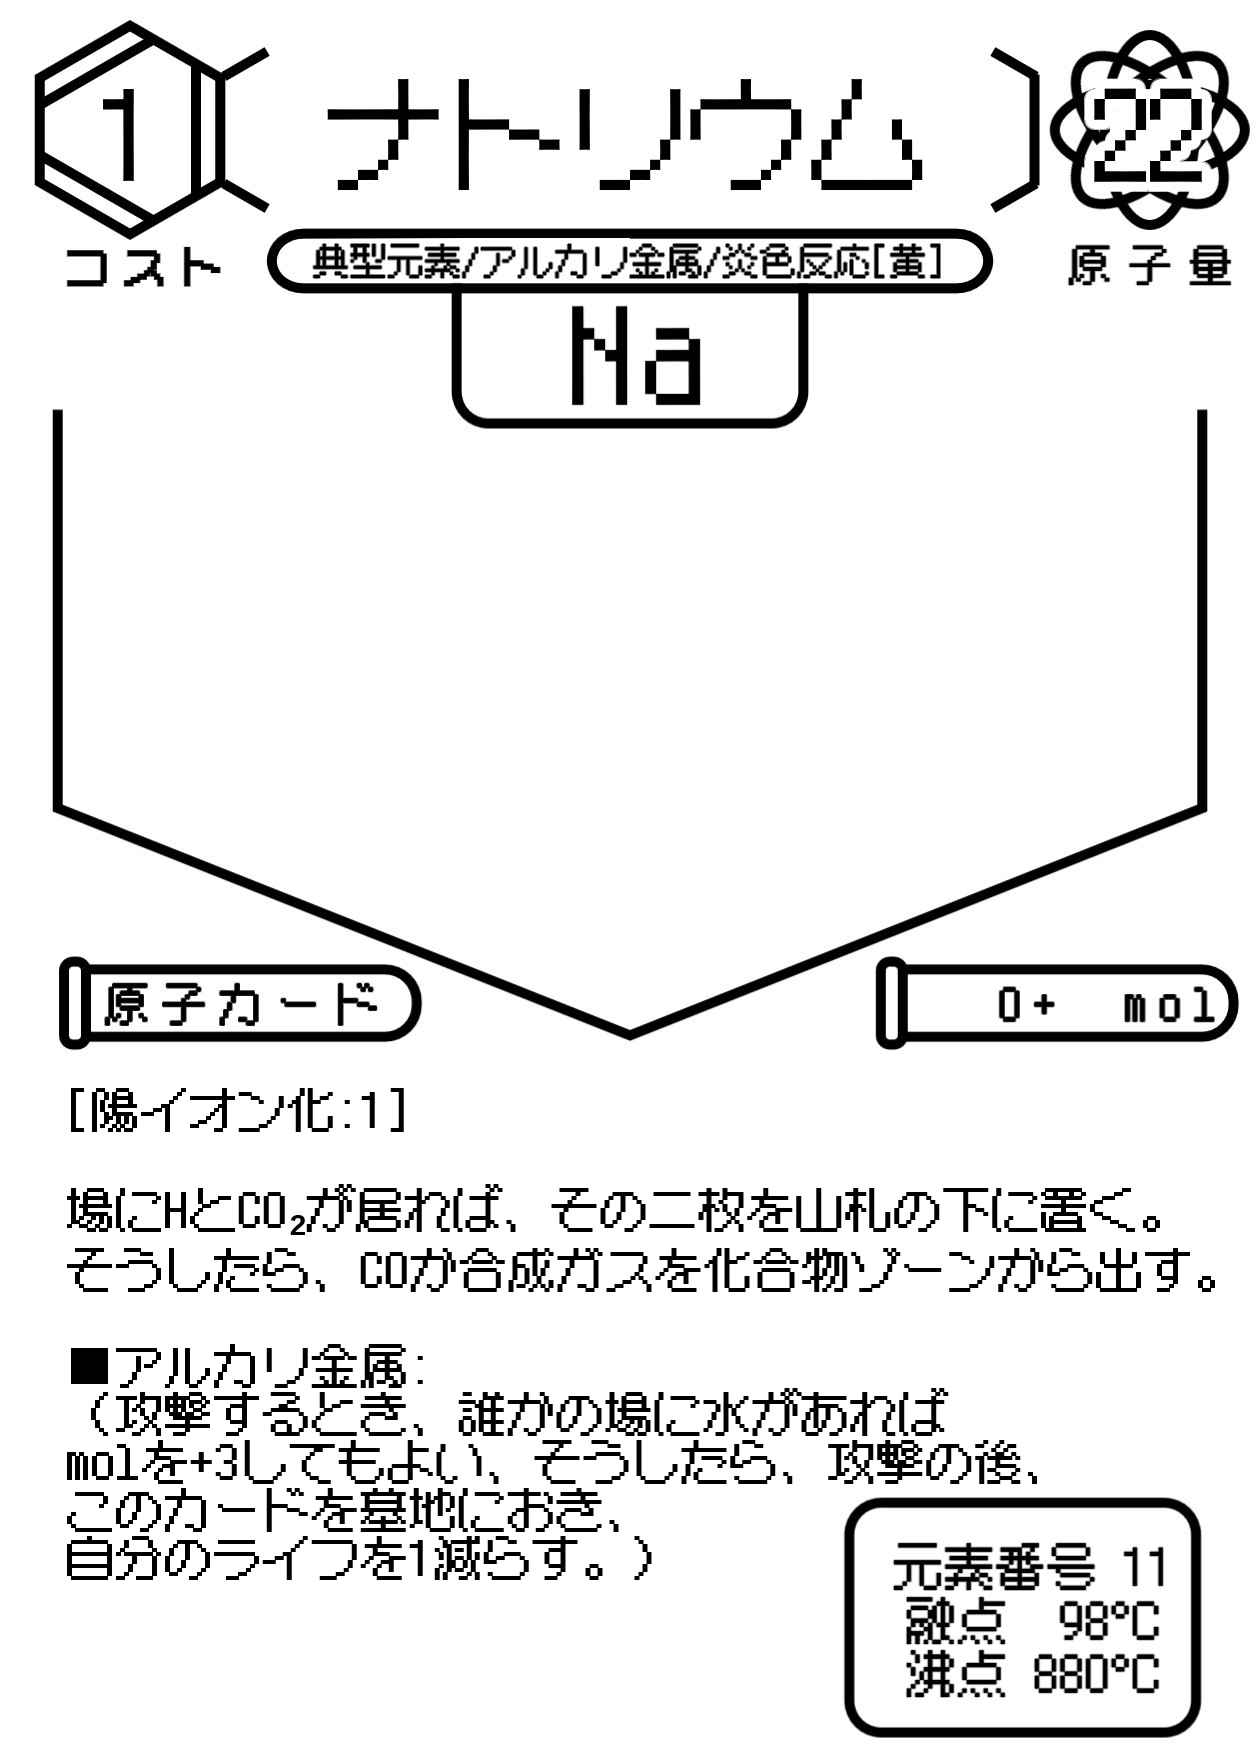 1
ナトリウム
22
コスト
典型元素/アルカリ金属/炎色反応[黄]
原子量
Na
原子カード
0+ mol
[陽イオン化:1]
場にHとCO₂が居れば、その二枚を山札の下に置く。
そうしたら、COか合成ガスを化合物ゾーンから出す。
■アルカリ金属:
(攻撃するとき、誰かの場に水があれば
molを+3してもよい、そうしたら、攻撃の後、
このカードを墓地におき、
自分のライフを1減らす。)
元素番号 11
融点 98℃
沸点 880℃